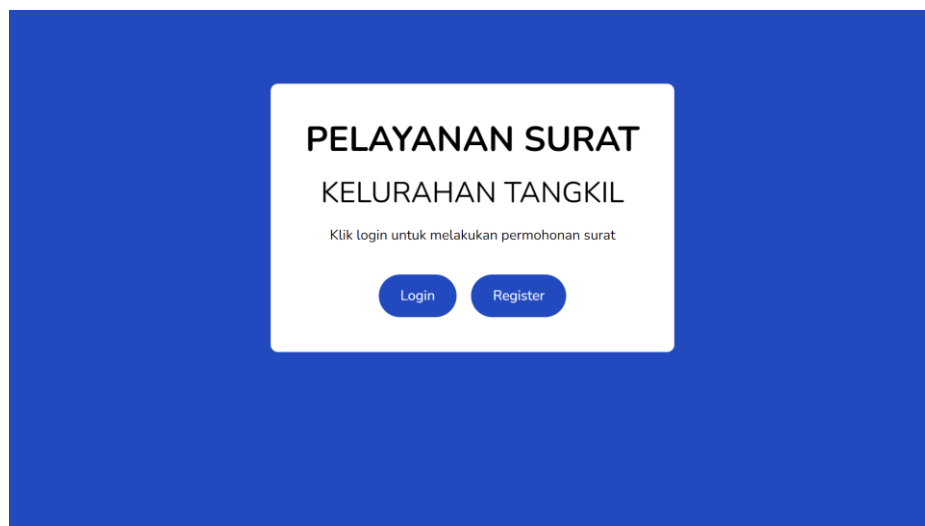 PELAYANAN SURAT
KELURAHAN TANGKIL
Klik login untuk melakukan permohonan surat
Login Register